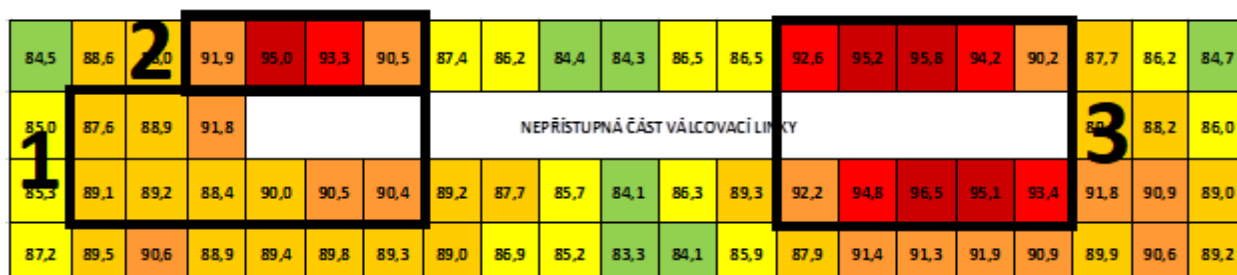 84,5 88,6 2 91,9 95,0 93,3 90,5 87,4 86,2 84,4 84,3 86,5 86,5 92,6 95,2 95,8 94,2 90,2 87,7 86,2 84,7
85,0 87,6 88,9 91,8 NEPŘÍSTUPNÁ ČÁST VÁLCOVACÍ LINKY 3 88,2 86,0
1 85,3 89,1 89,2 88,4 90,0 90,5 90,4 89,2 87,7 85,7 84,1 86,3 89,3 92,2 94,8 96,5 95,1 93,4 91,8 90,9 89,0
87,2 89,5 90,6 88,9 89,4 89,8 89,3 89,0 86,9 85,2 83,3 84,1 85,9 87,9 91,4 91,3 91,9 90,9 89,9 90,6 89,2